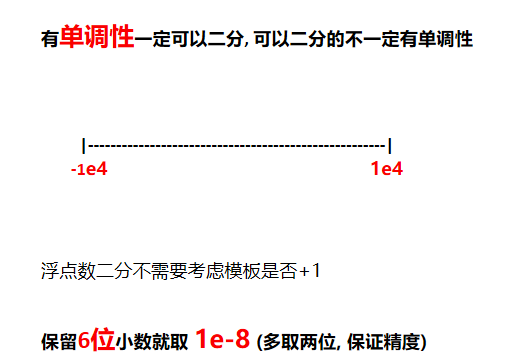 有单调性一定可以二分, 可以二分的不一定有单调性
|-------------------------------------------------------|
-1e4 1e4
浮点数二分不需要考虑模板是否+1
保留6位小数就取 1e-8 (多取两位, 保证精度)